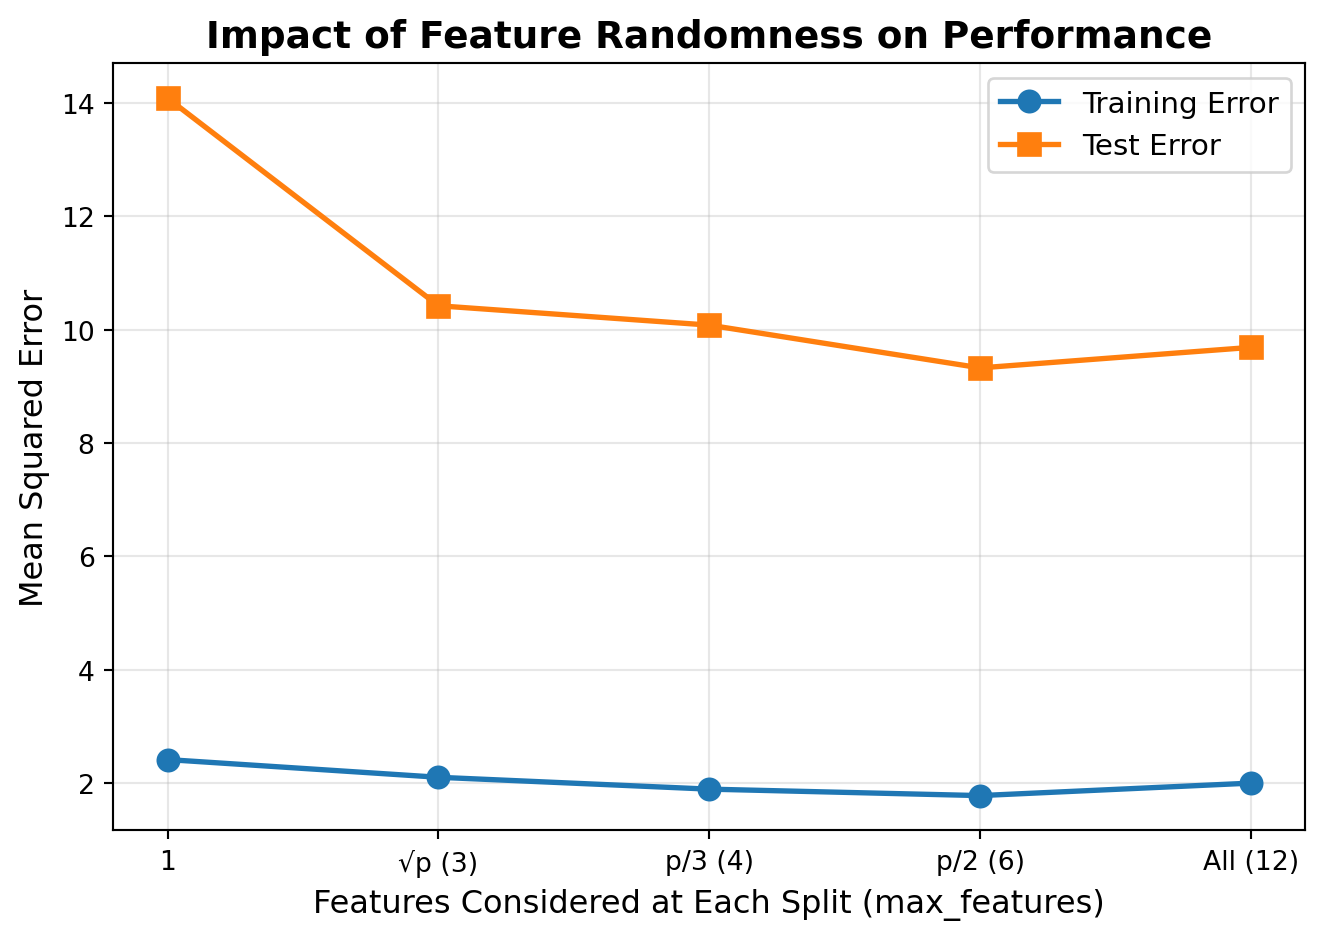 Impact of Feature Randomness on Performance
Training Error
Test Error
14
12
10
8
6
4
2
Mean Squared Error
1
√p (3)
p/3 (4)
p/2 (6)
All (12)
Features Considered at Each Split (max_features)